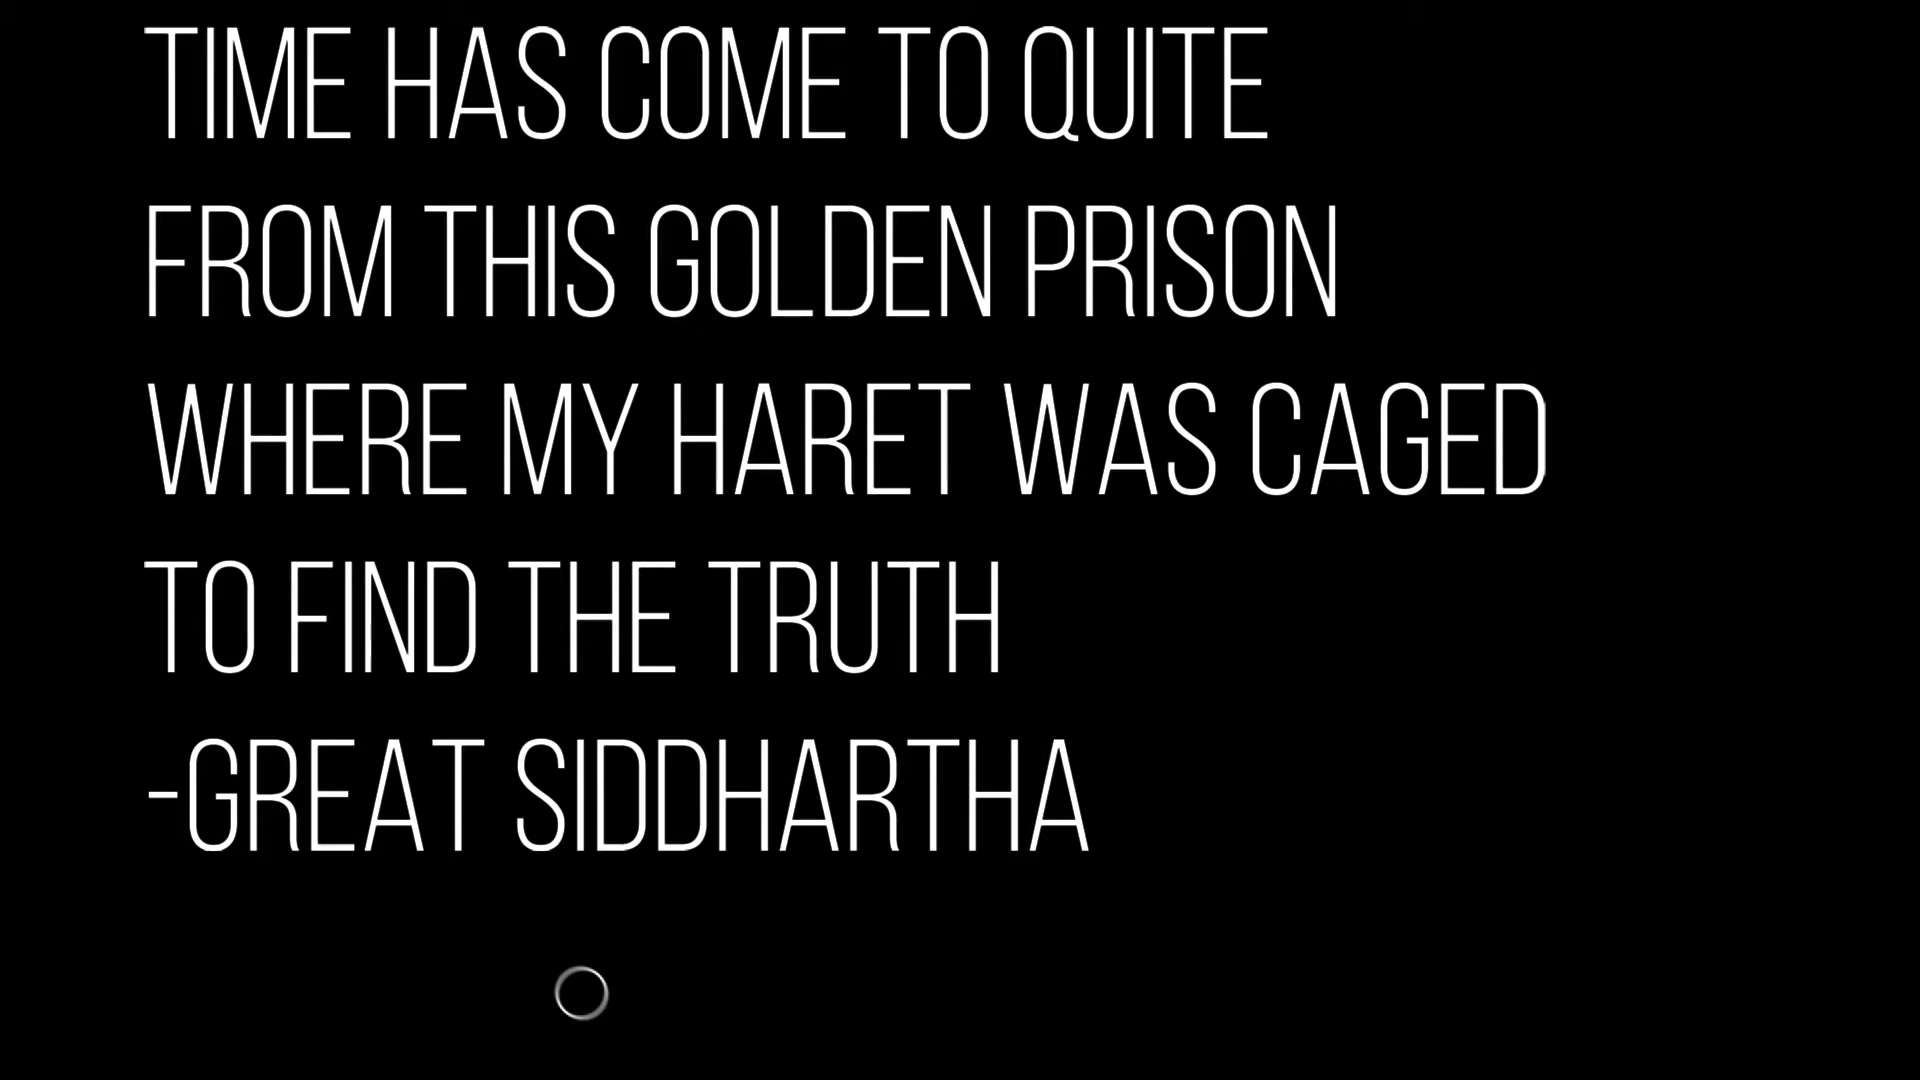 TIME HAS COME TO QUITE
FROM THIS GOLDEN PRISON
WHERE MY HARET WAS CAGED
TO FIND THE TRUTH
-GREAT SIDDHARTHA